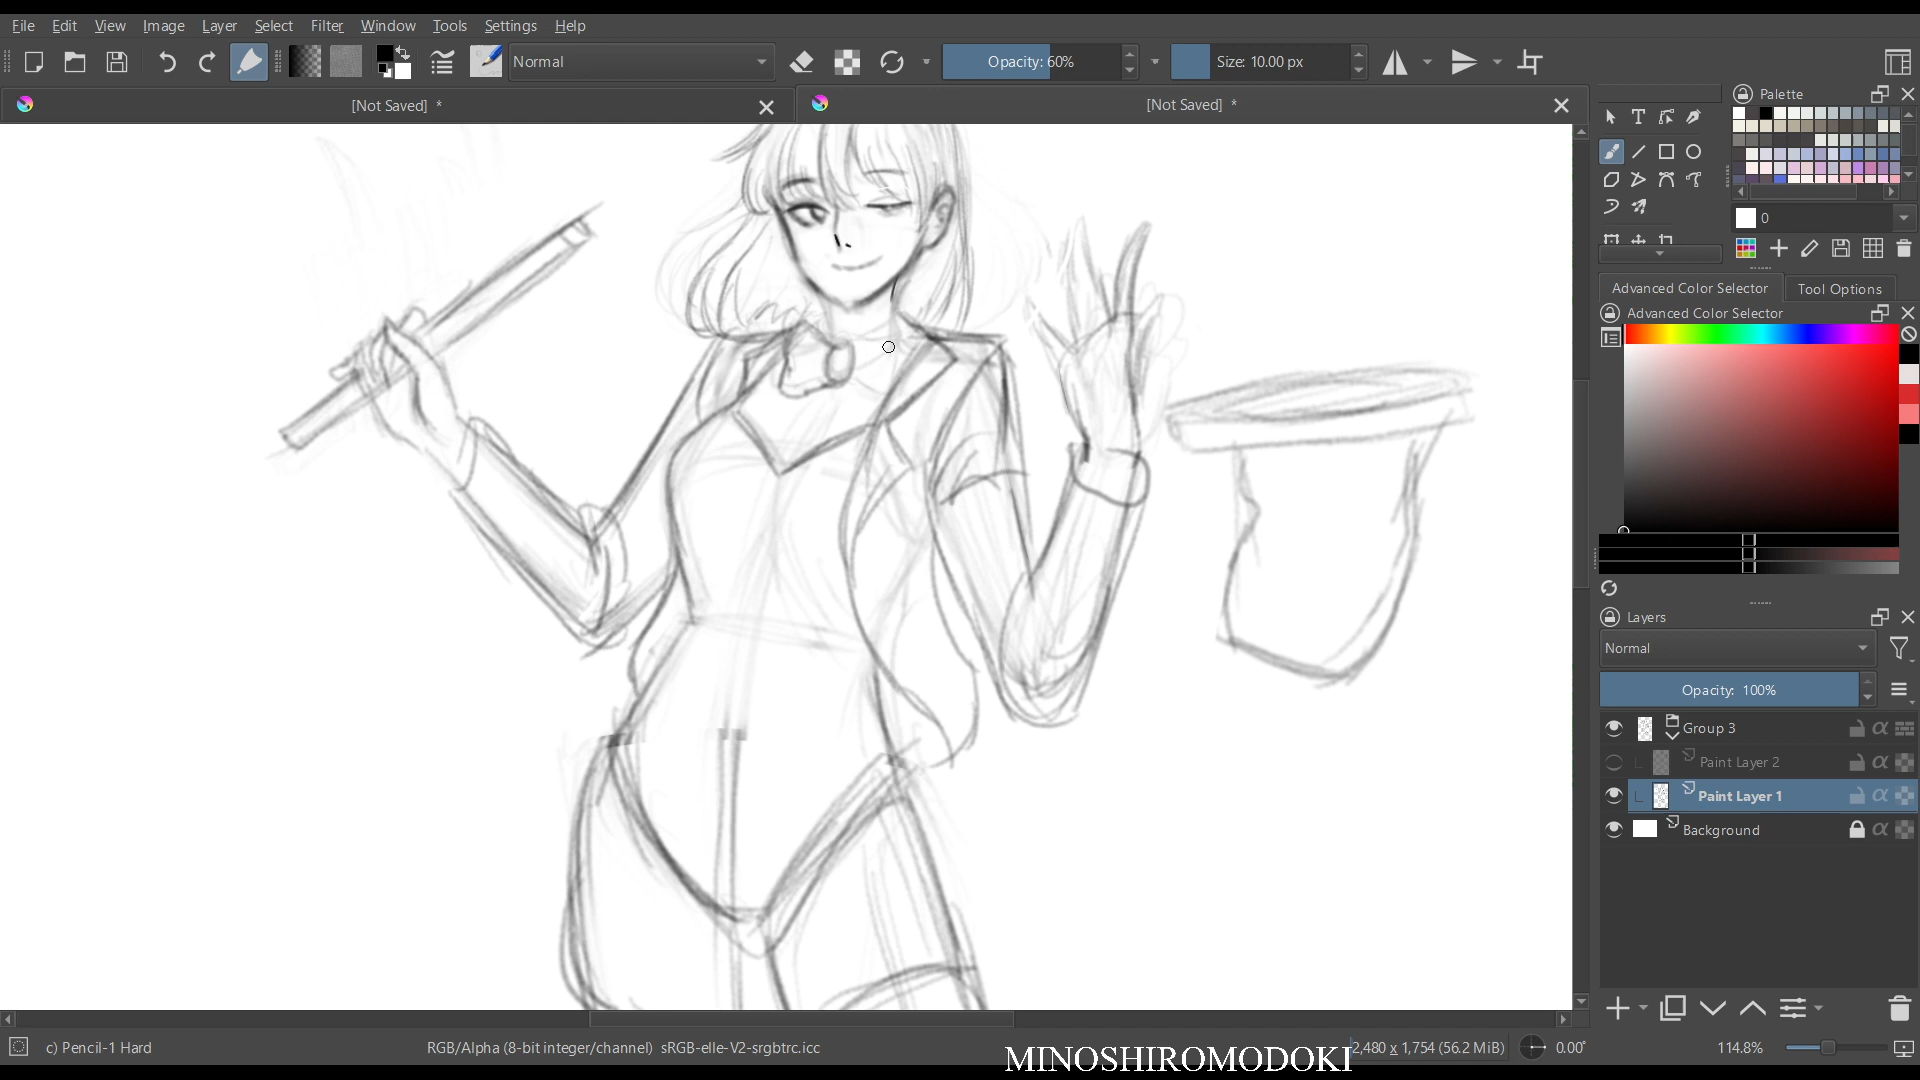 File Edit View Image Layer Select Filter Layer Window Tools Settings Help
Normal Opacity: 60% Size: 10.00 px
[Not Saved] * [Not Saved] *
Palette
0
Advanced Color Selector Tool Options
Advanced Color Selector
Layers
Normal
Opacity: 100%
Group 3
Paint Layer 2
Paint Layer 1
Background
c) Pencil-1 Hard RGB/Alpha (8-bit integer/channel) sRGB-elle-V2-srgbtrc.icc 2,480 x 1,754 (56.2 MiB) 0.00° 114.8%
MINOSHIROMODOKI